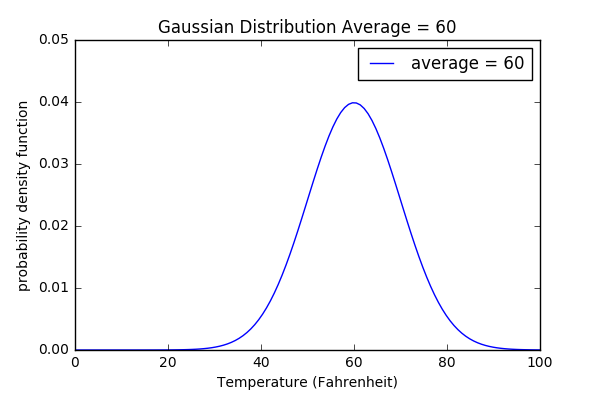 Gaussian Distribution Average = 60
average = 60
probability density function
0.05
0.04
0.03
0.02
0.01
0.00
0 20 40 60 80 100
Temperature (Fahrenheit)